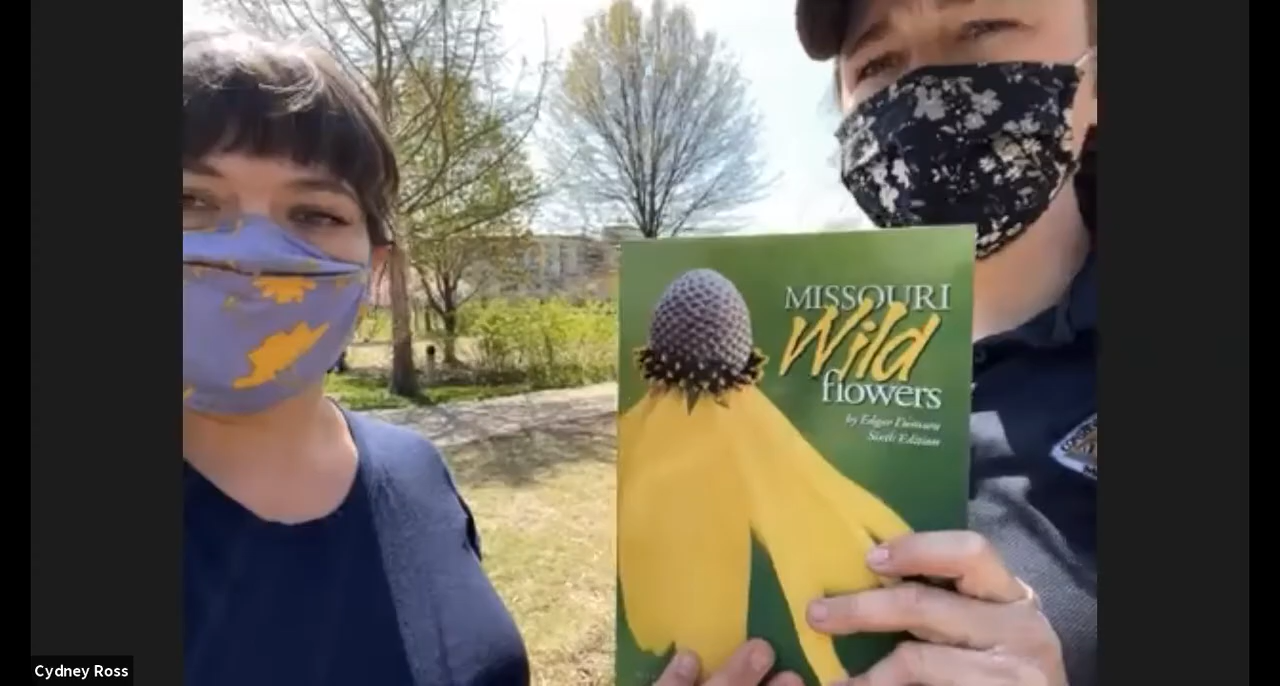 MISSOURI
Wild
flowers
by Edgar Denison
Sixth Edition
Cydney Ross